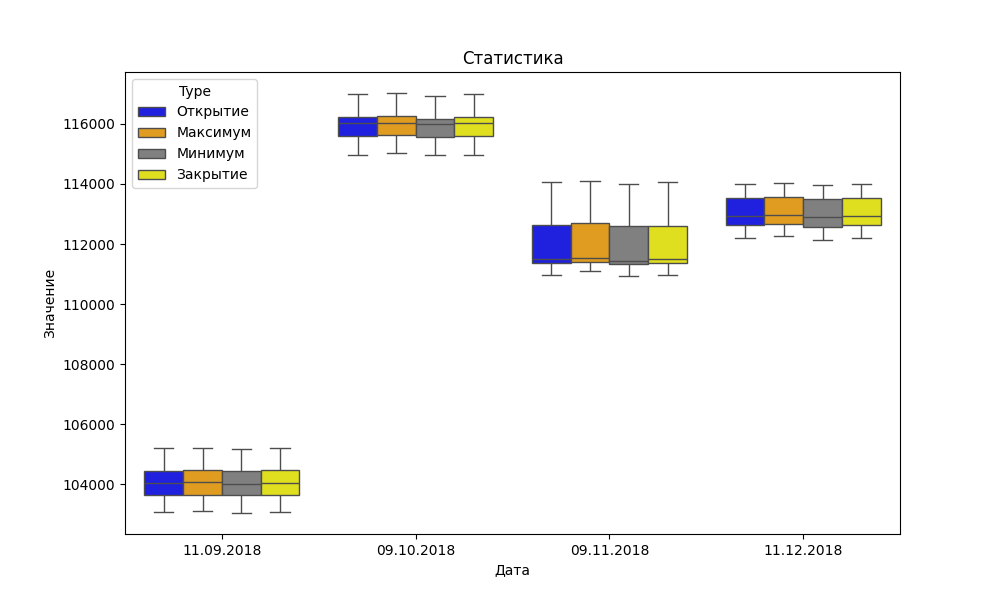 Статистика
Type
Открытие
Максимум
Минимум
Закрытие
116000
114000
112000
110000
108000
106000
104000
Значение
11.09.2018
09.10.2018
09.11.2018
11.12.2018
Дата